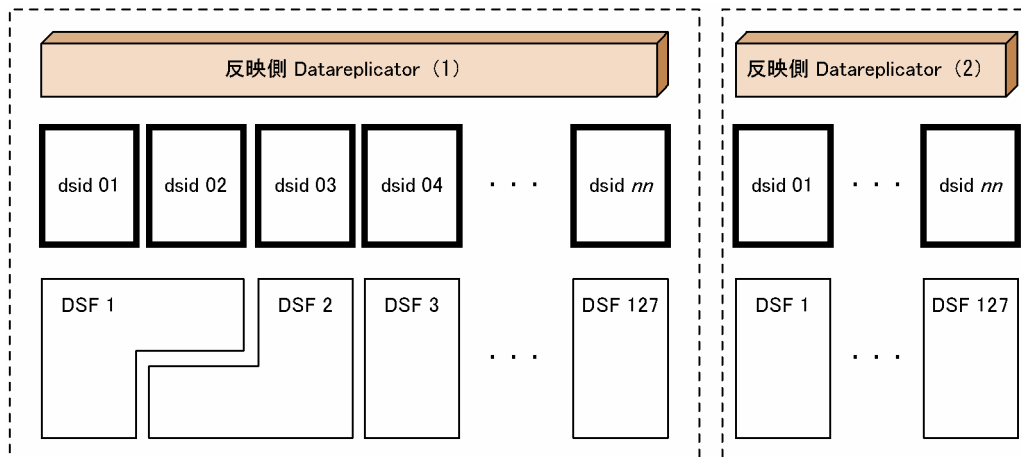 反映側 Datareplicator (1)
反映側 Datareplicator (2)
dsid 01
dsid 02
dsid 03
dsid 04
・・・
dsid nn
dsid 01
・・・
dsid nn
DSF 1
DSF 2
DSF 3
・・・
DSF 127
DSF 1
・・・
DSF 127